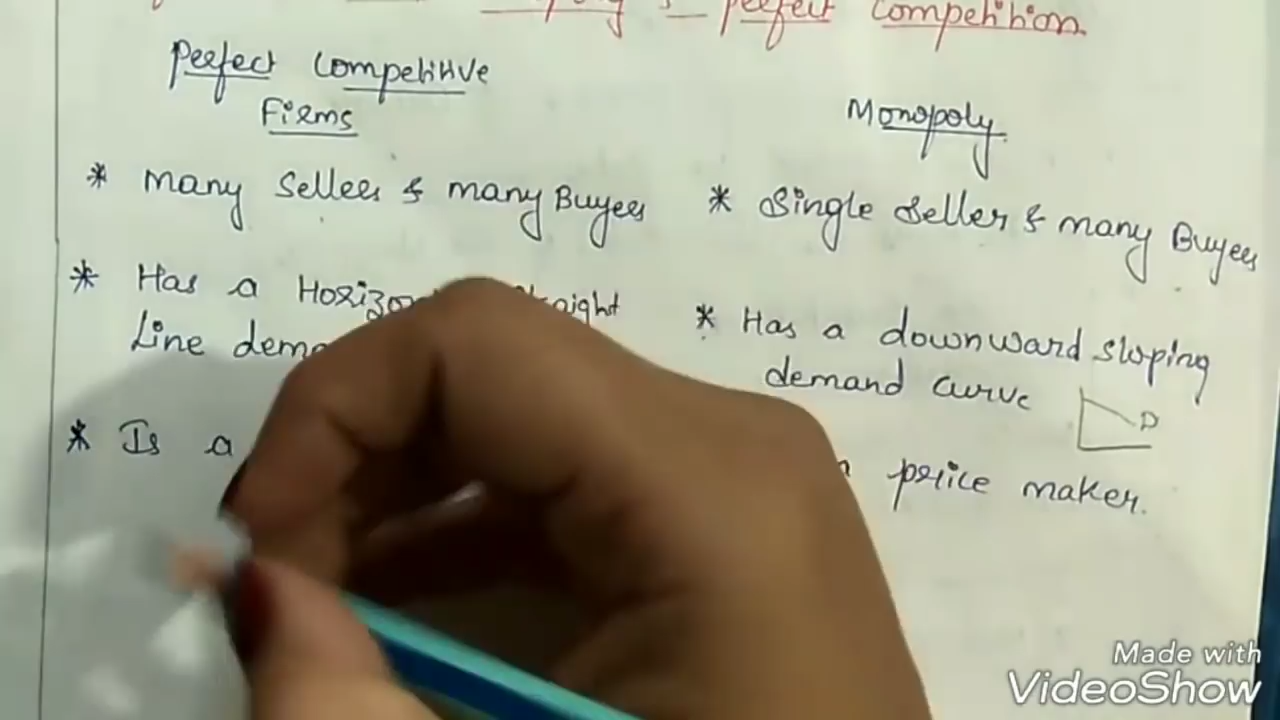 perfect competition.
Perfect Competitive
Firms
Monopoly
* Many Sellers & many Buyers
* Single Seller & many Buyers
* Has a
Line
* Has a downward sloping
demand curve
D
* Is a
price maker.
Made with
VideoShow